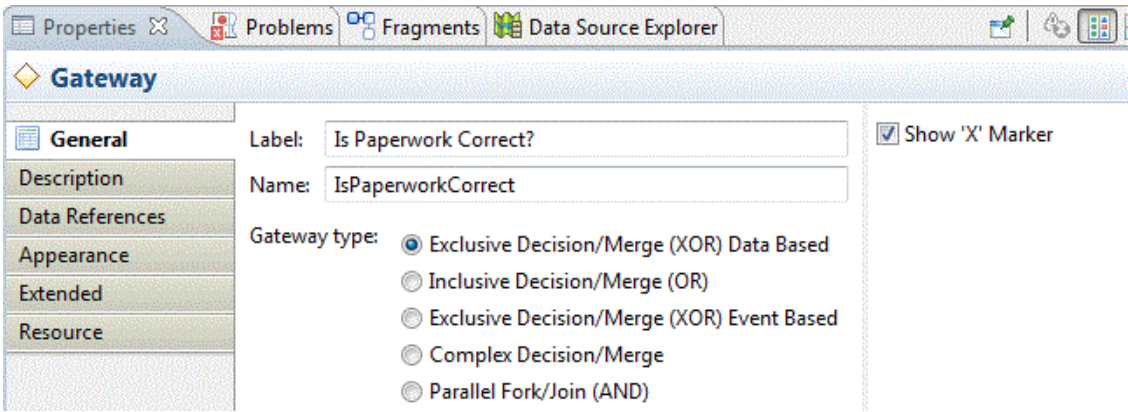 Properties Problems Fragments Data Source Explorer
Gateway
General
Description
Data References
Appearance
Extended
Resource
Label: Is Paperwork Correct?
Name: IsPaperworkCorrect
Gateway type: Exclusive Decision/Merge (XOR) Data Based
Inclusive Decision/Merge (OR)
Exclusive Decision/Merge (XOR) Event Based
Complex Decision/Merge
Parallel Fork/Join (AND)
Show 'X' Marker